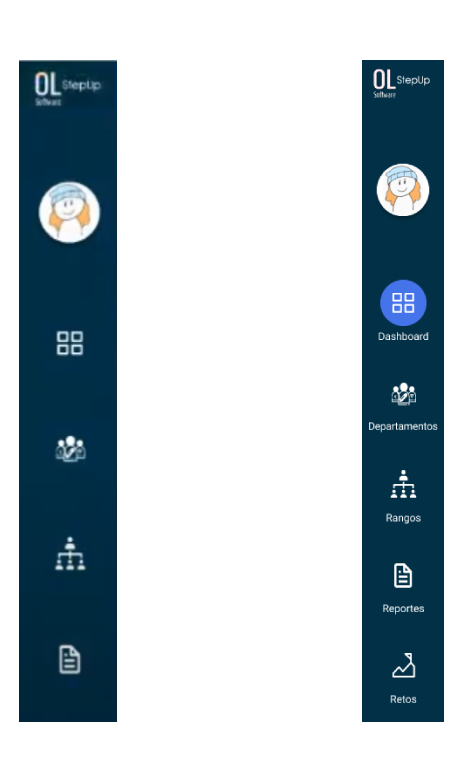 OL StepUp
Software
OL StepUp
Software
Dashboard
Departamentos
Rangos
Reportes
Retos